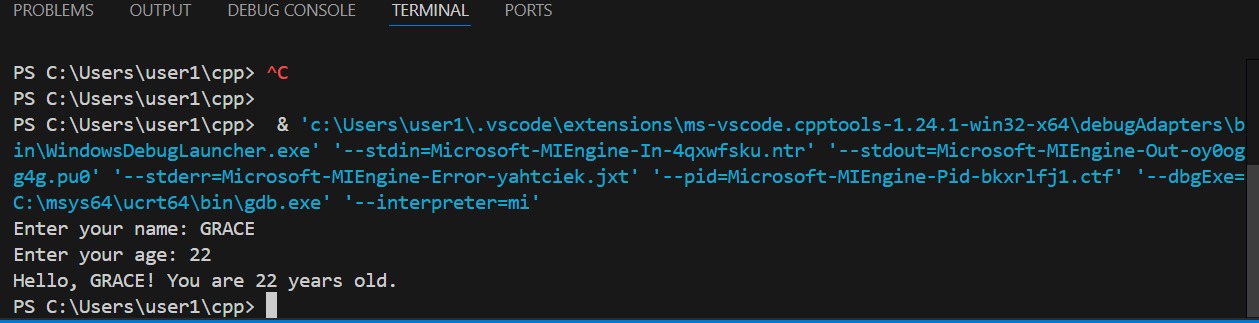 PROBLEMS OUTPUT DEBUG CONSOLE TERMINAL PORTS
PS C:\Users\user1\cpp> ^C
PS C:\Users\user1\cpp>
PS C:\Users\user1\cpp>  & 'c:\Users\user1\.vscode\extensions\ms-vscode.cpptools-1.24.1-win32-x64\debugAdapters\b
in\WindowsDebugLauncher.exe' '--stdin=Microsoft-MIEngine-In-4qxwfsku.ntr' '--stdout=Microsoft-MIEngine-Out-oy0og
g4g.pu0' '--stderr=Microsoft-MIEngine-Error-yahtciek.jxt' '--pid=Microsoft-MIEngine-Pid-bkxrlfj1.ctf' '--dbgExe=
C:\msys64\ucrt64\bin\gdb.exe' '--interpreter=mi'
Enter your name: GRACE
Enter your age: 22
Hello, GRACE! You are 22 years old.
PS C:\Users\user1\cpp>